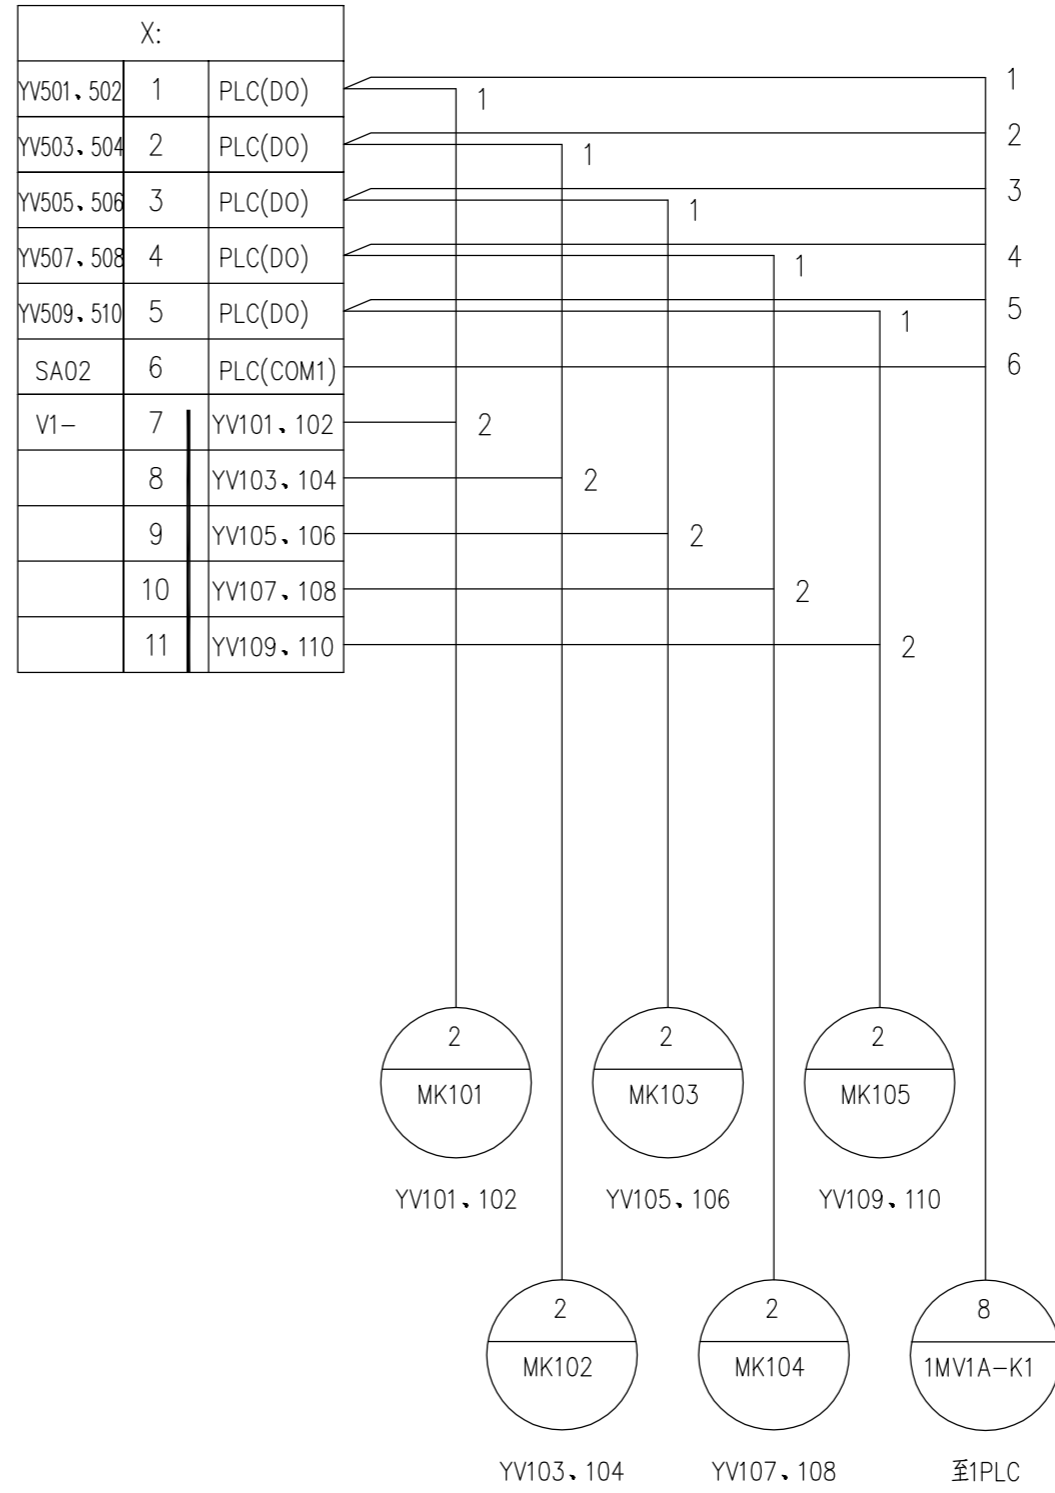 X:
YV501、502 1 PLC(DO) 1 1
YV503、504 2 PLC(DO) 1 2
YV505、506 3 PLC(DO) 1 3
YV507、508 4 PLC(DO) 1 4
YV509、510 5 PLC(DO) 1 5
SA02 6 PLC(COM1) 6
V1- 7 YV101、102 2
8 YV103、104 2
9 YV105、106 2
10 YV107、108 2
11 YV109、110 2
2 2 2
MK101 MK103 MK105
YV101、102 YV105、106 YV109、110
2 2 8
MK102 MK104 1MV1A-K1
YV103、104 YV107、108 至1PLC